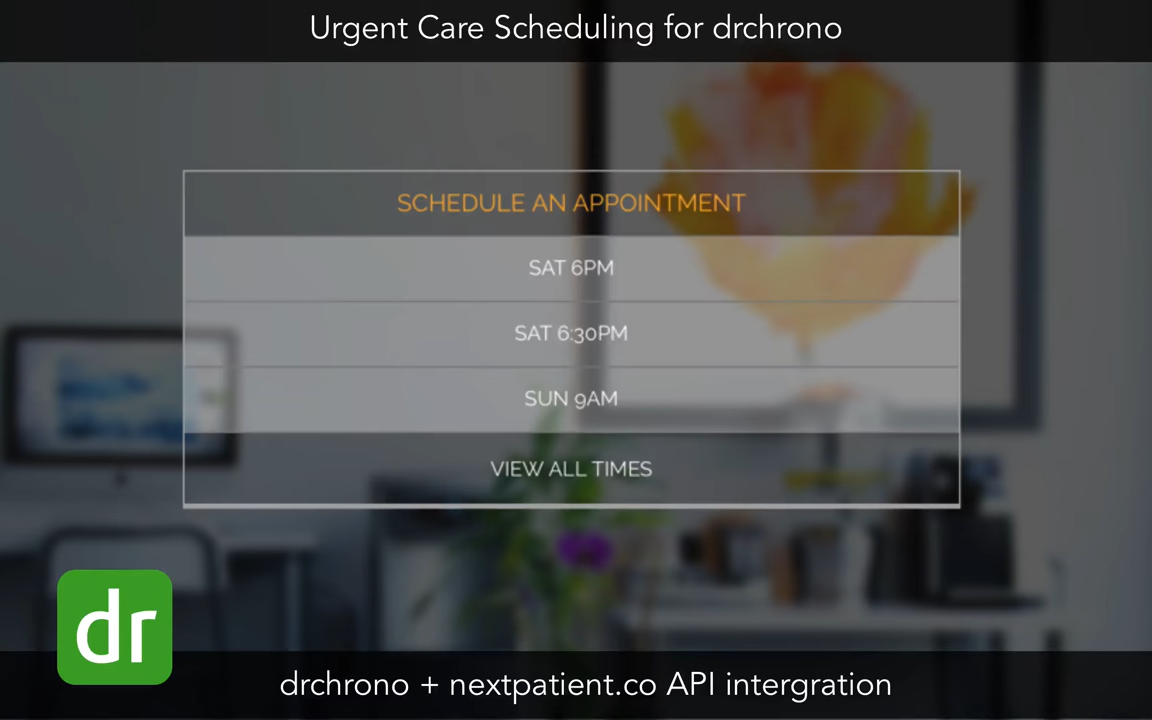 Urgent Care Scheduling for drchrono
SCHEDULE AN APPOINTMENT
SAT 6PM
SAT 6:30PM
SUN 9AM
VIEW ALL TIMES
dr
drchrono + nextpatient.co API intergration